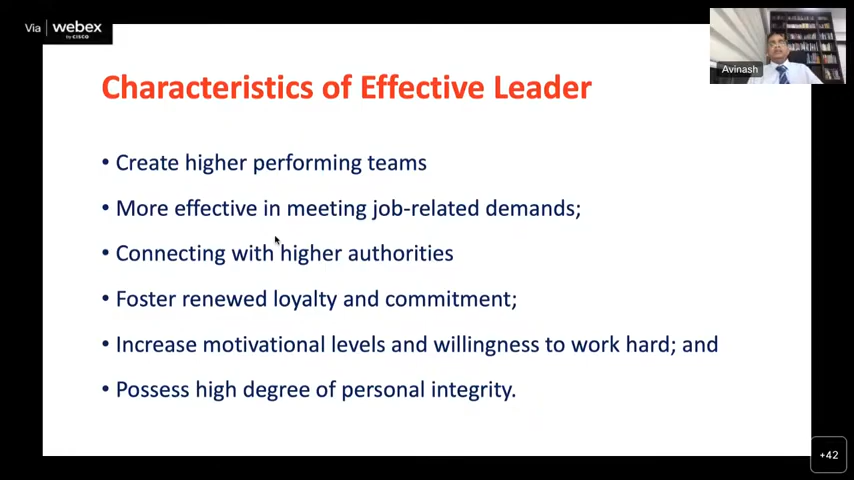 Via webex
by CISCO
Avinash
Characteristics of Effective Leader
• Create higher performing teams
• More effective in meeting job-related demands;
• Connecting with higher authorities
• Foster renewed loyalty and commitment;
• Increase motivational levels and willingness to work hard; and
• Possess high degree of personal integrity.
+42